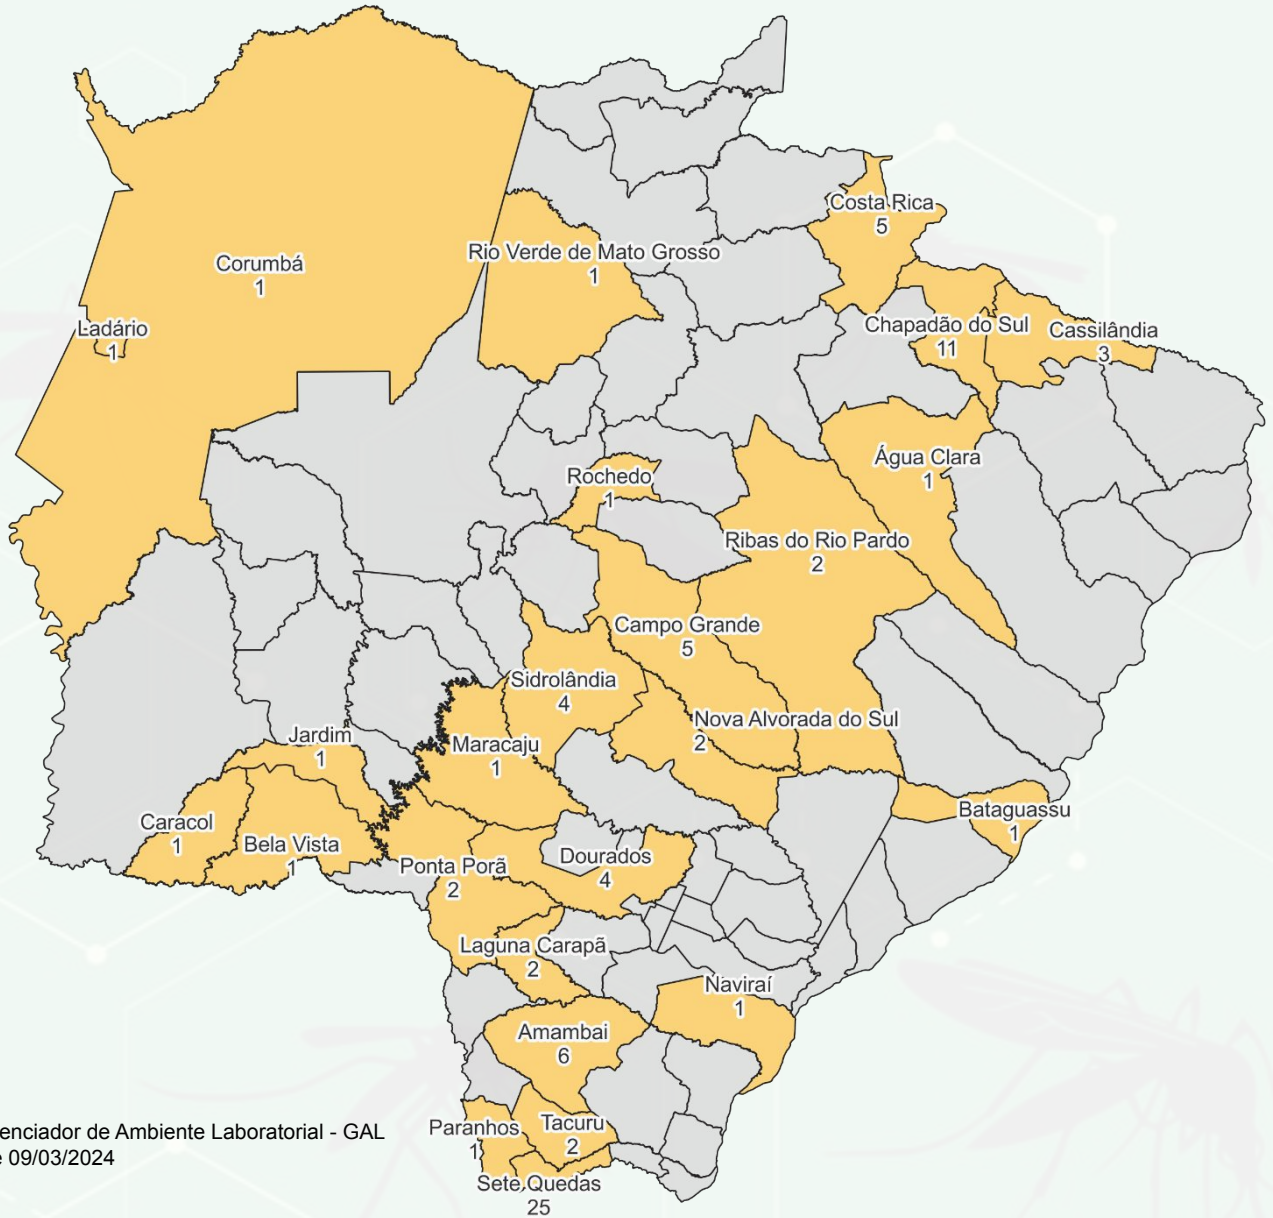 Costa Rica
5
Rio Verde de Mato Grosso
1
Corumbá
1
Ladário
1
Chapadão do Sul
11
Cassilândia
3
Água Clara
1
Rochedo
1
Ribas do Rio Pardo
2
Campo Grande
5
Sidrolândia
4
Nova Alvorada do Sul
2
Jardim
1
Maracaju
1
Caracol
1
Bela Vista
1
Bataguassu
1
Ponta Porã
2
Dourados
4
Laguna Carapã
2
Naviraí
1
Amambai
6
Paranhos
1
Tacuru
2
Sete Quedas
25
enciador de Ambiente Laboratorial - GAL
e 09/03/2024